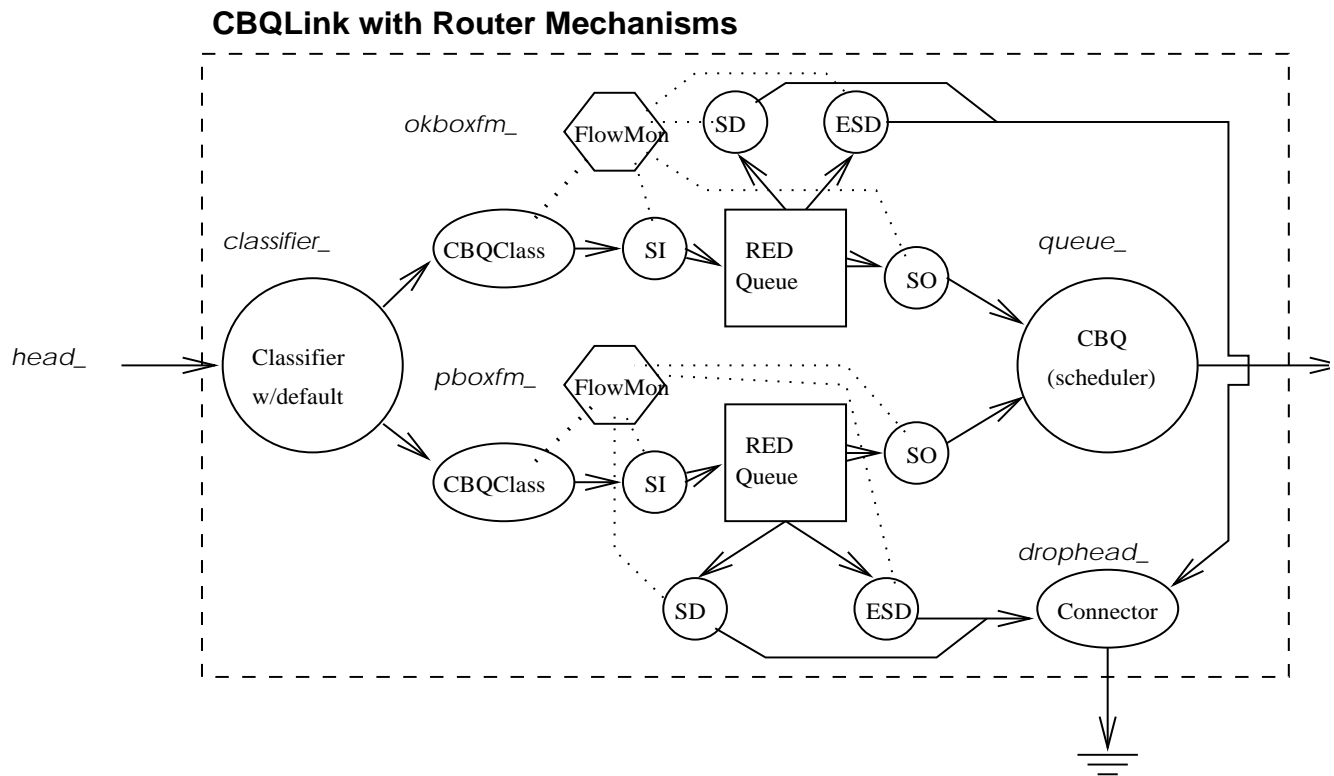 CBQLink with Router Mechanisms
okboxfm_
FlowMon
SD
ESD
classifier_
CBQClass
SI
RED
Queue
SO
queue_
head_
Classifier
w/default
CBQ
(scheduler)
pboxfm_
FlowMon
CBQClass
SI
RED
Queue
SO
drophead_
SD
ESD
Connector